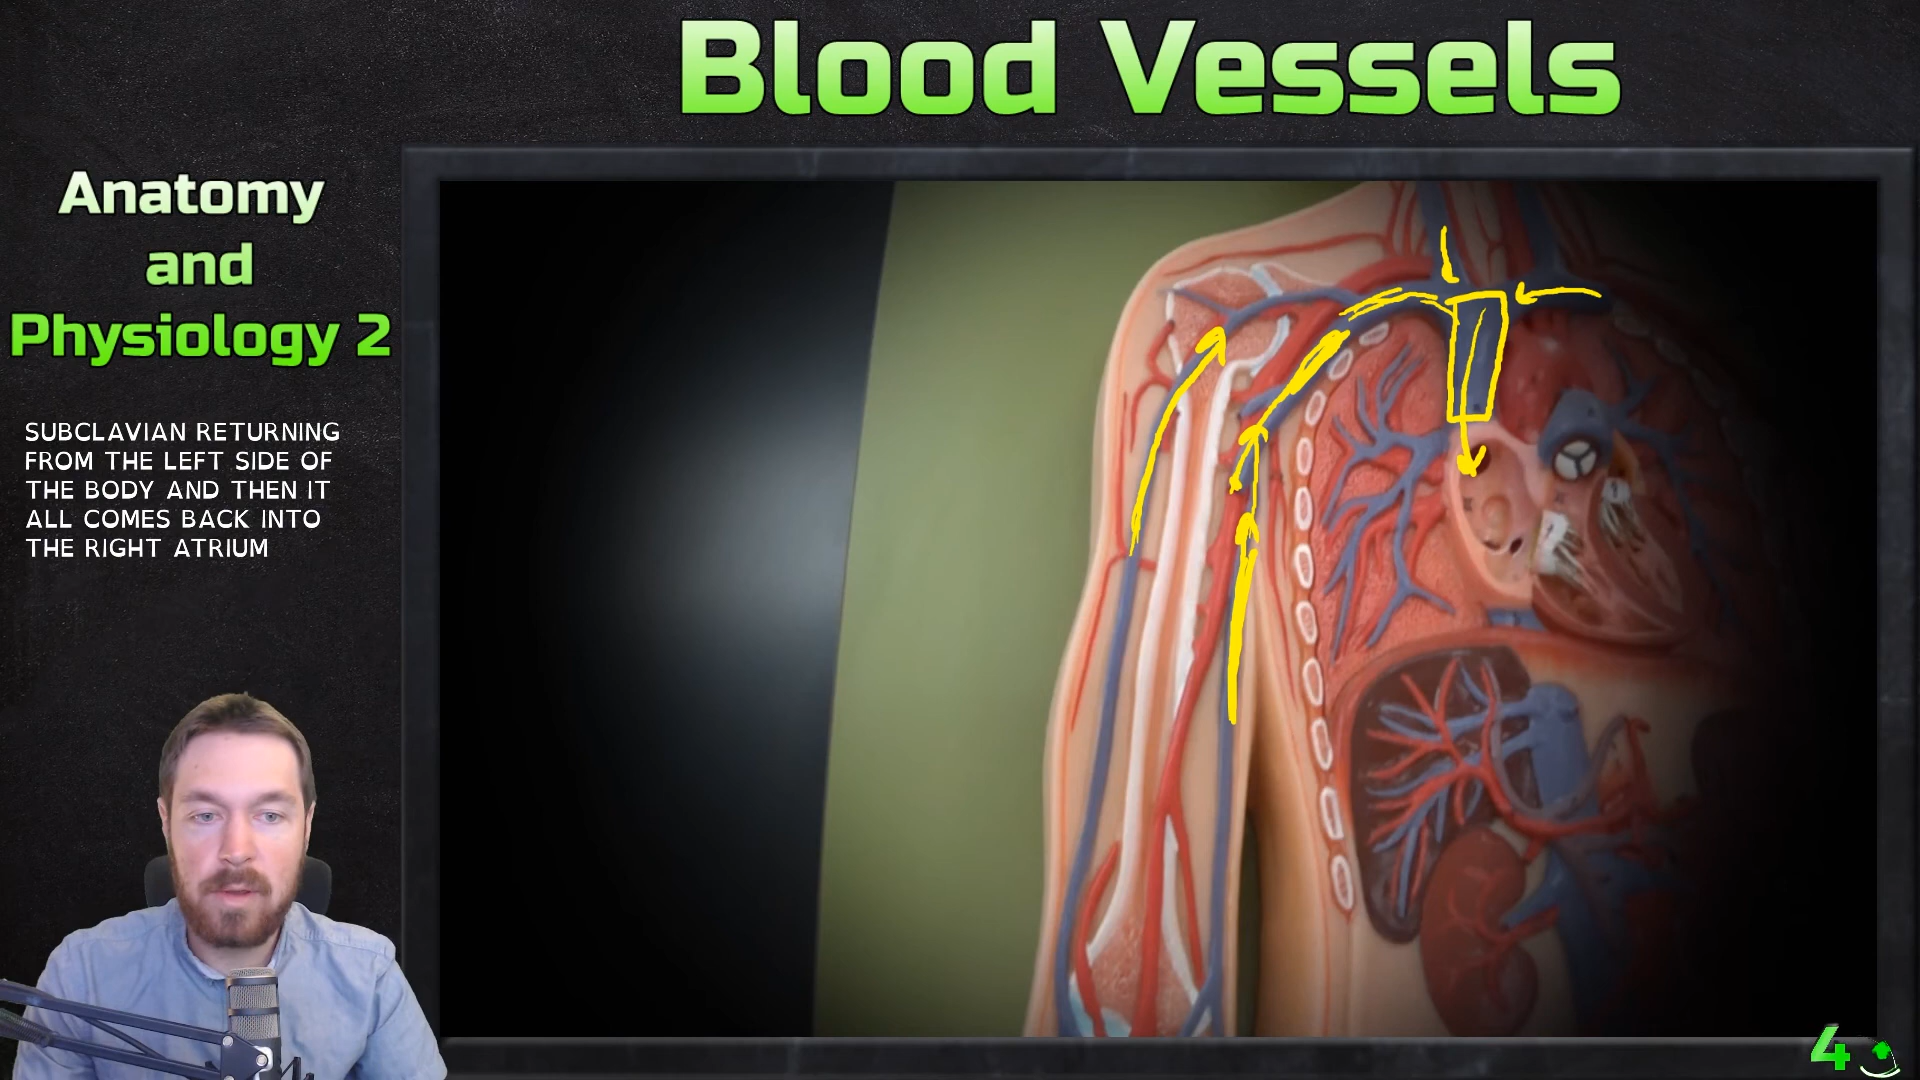 Blood Vessels
Anatomy
and
Physiology 2
SUBCLAVIAN RETURNING
FROM THE LEFT SIDE OF
THE BODY AND THEN IT
ALL COMES BACK INTO
THE RIGHT ATRIUM
4